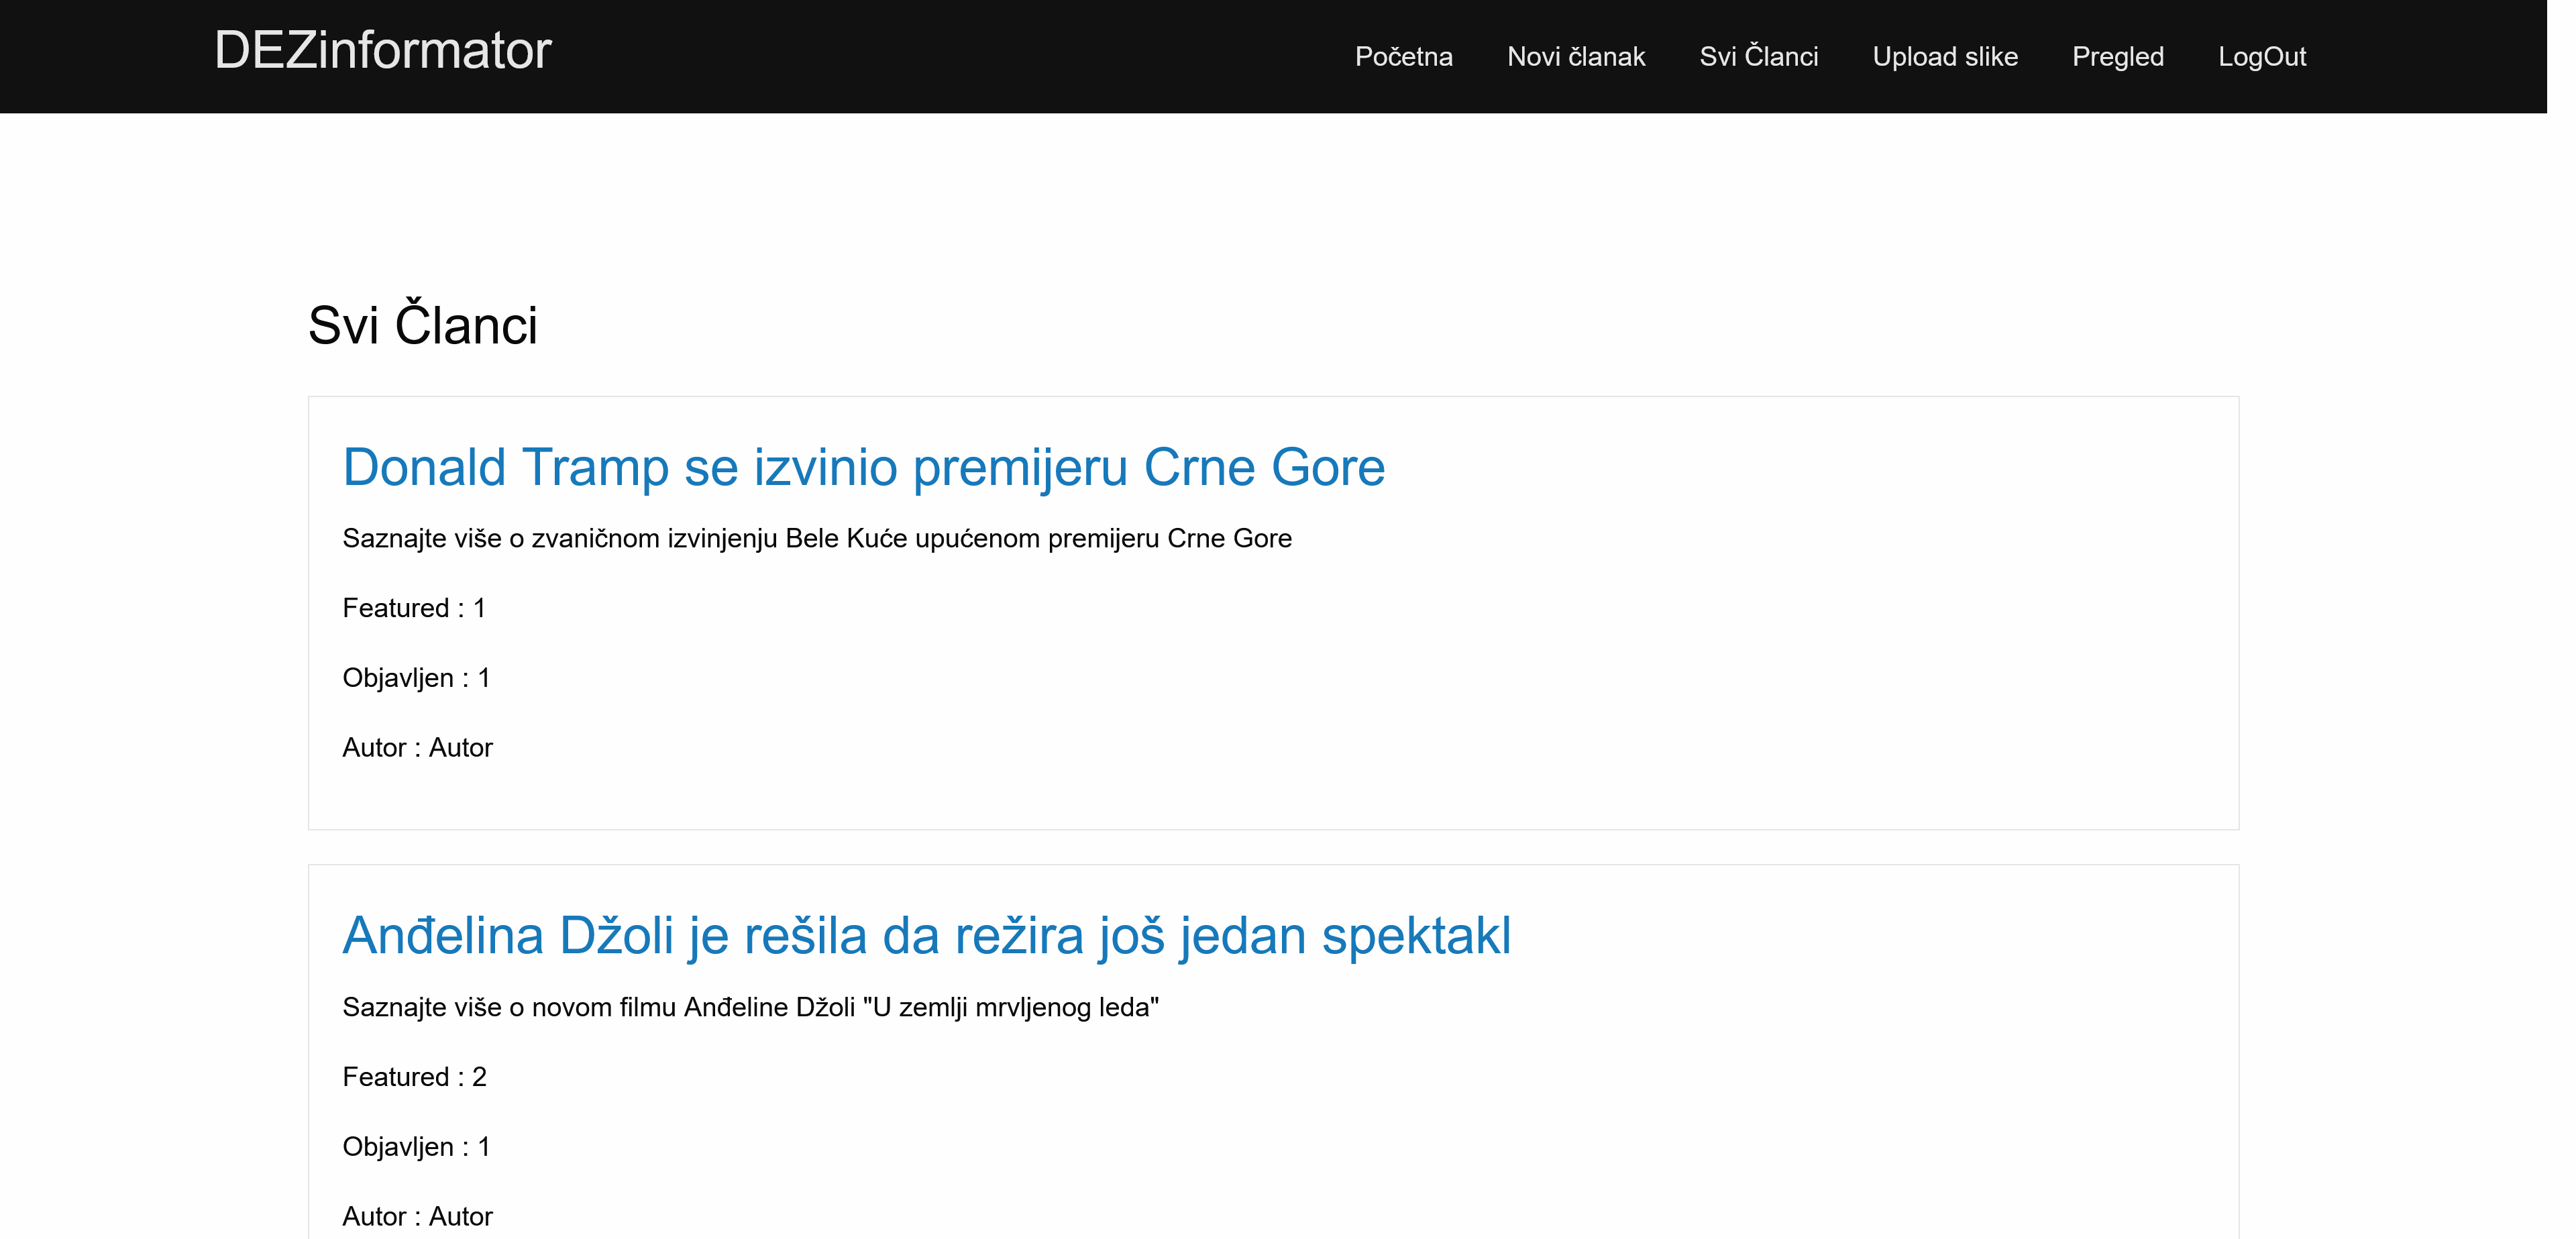 DEZinformator
Početna Novi članak Svi Članci Upload slike Pregled LogOut
Svi Članci
Donald Tramp se izvinio premijeru Crne Gore
Saznajte više o zvaničnom izvinjenju Bele Kuće upućenom premijeru Crne Gore
Featured : 1
Objavljen : 1
Autor : Autor
Anđelina Džoli je rešila da režira još jedan spektakl
Saznajte više o novom filmu Anđeline Džoli "U zemlji mrvljenog leda"
Featured : 2
Objavljen : 1
Autor : Autor